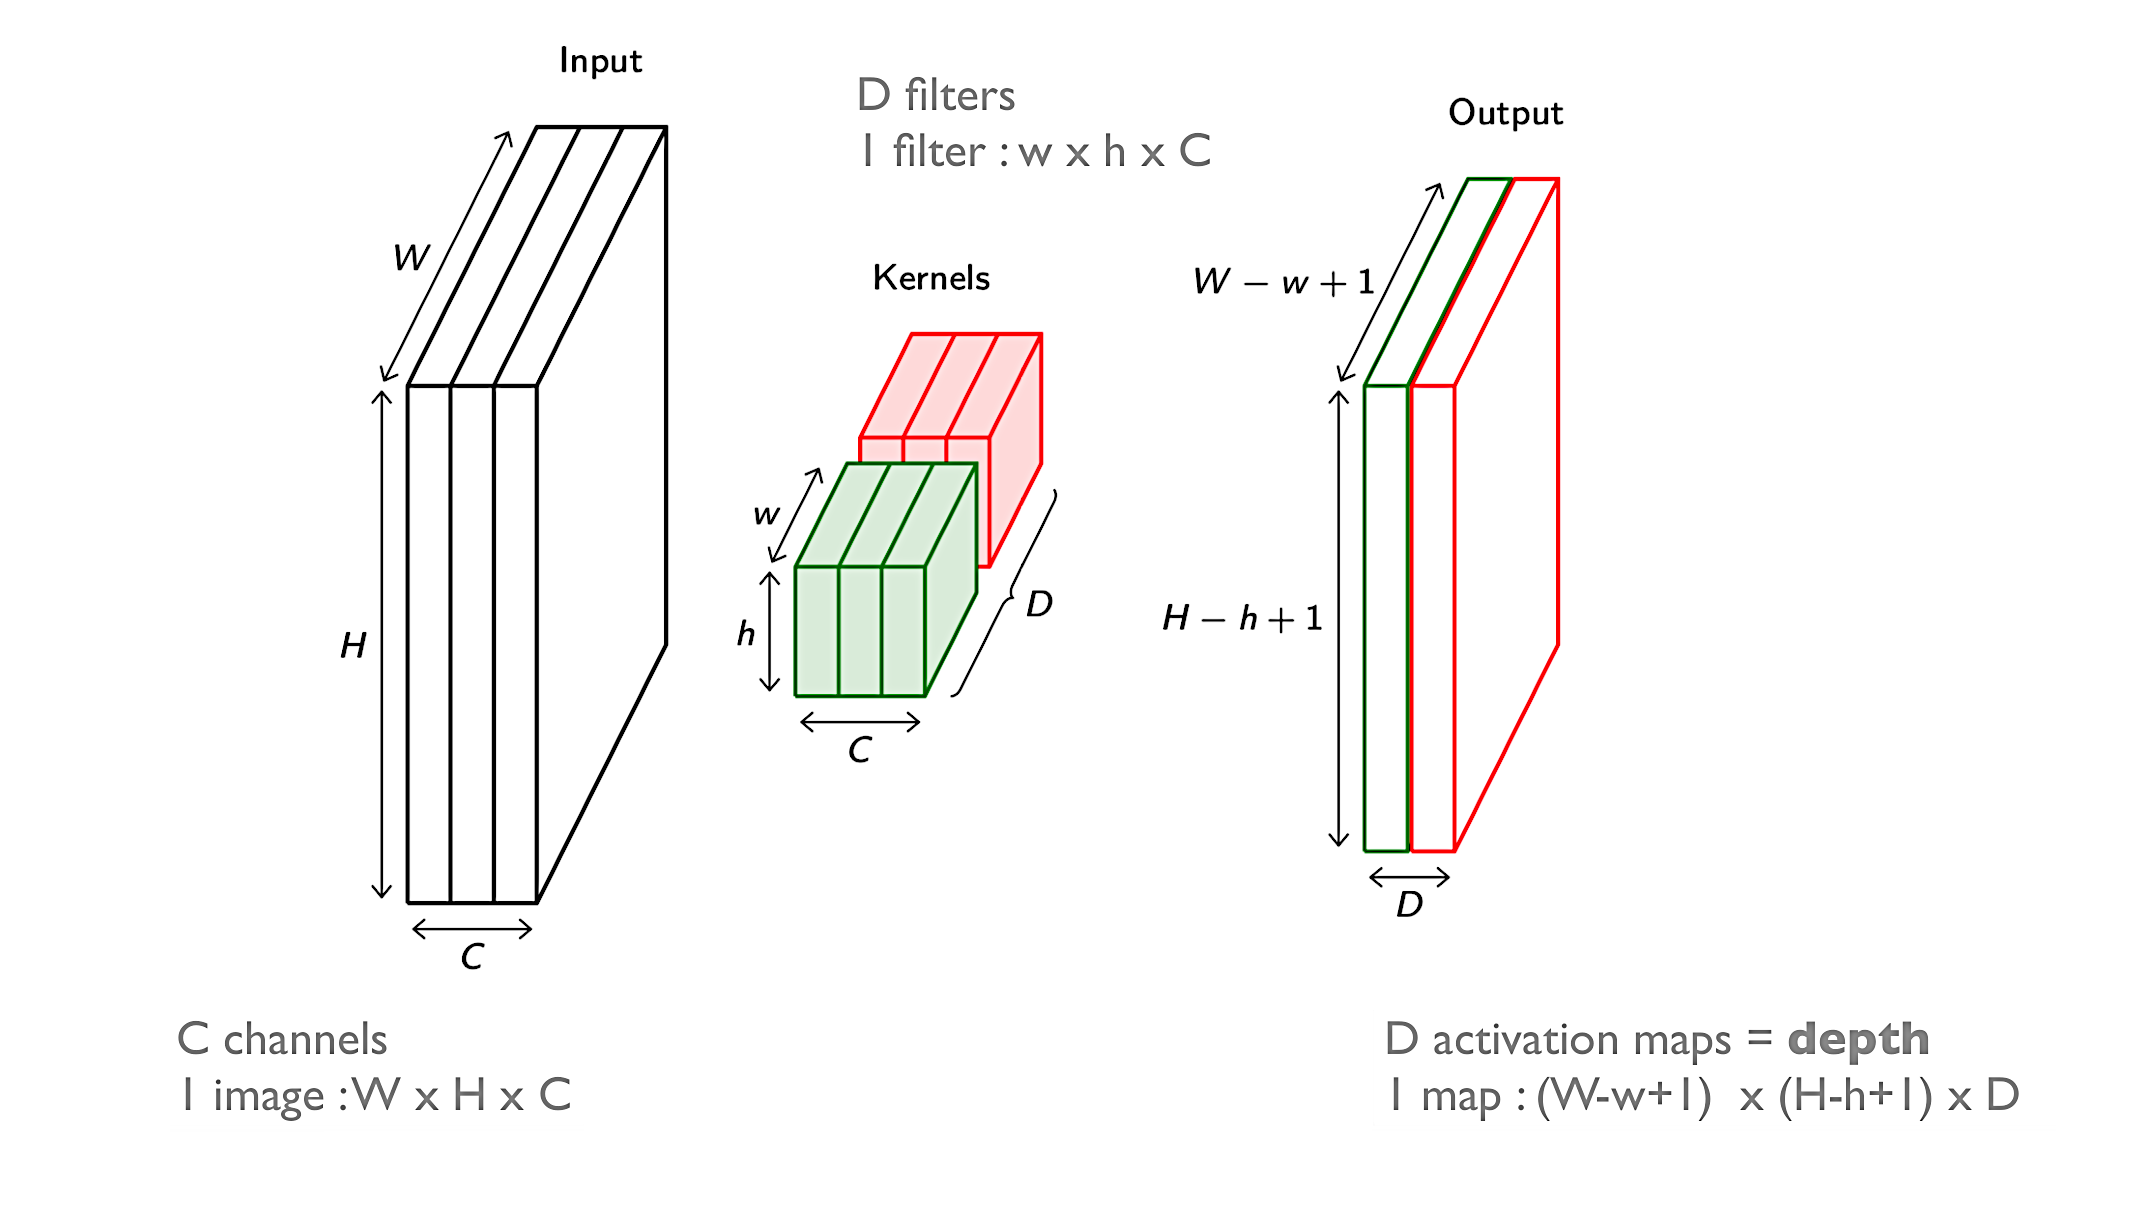 Input
D filters
1 filter : w x h x C
Output
W
W − w + 1
Kernels
w
h
D
H
H − h + 1
C
D
C
C channels
1 image : W x H x C
D activation maps = depth
1 map : (W-w+1) x (H-h+1) x D